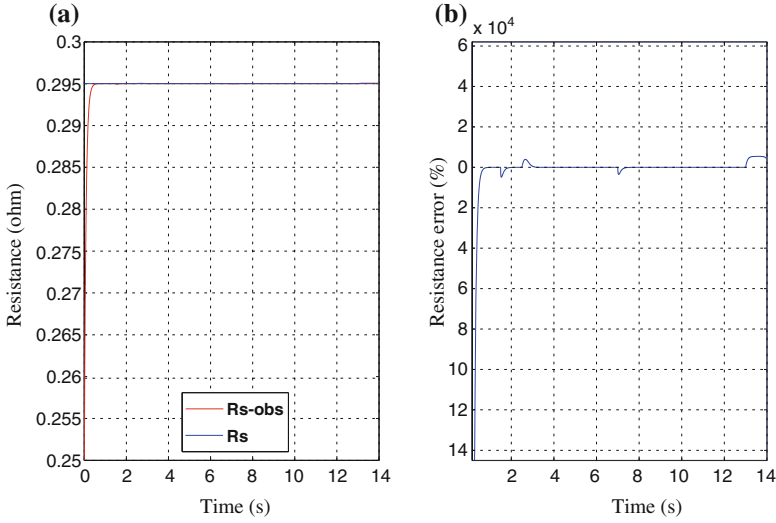 (a)
0.3
0.295
0.29
0.285
0.28
0.275
0.27
0.265
0.26
0.255
0.25
Resistance (ohm)
0 2 4 6 8 10 12 14
Time (s)
Rs-obs
Rs
(b)
x 10⁴
6
4
2
0
2
4
6
8
10
12
14
Resistance error (%)
2 4 6 8 10 12 14
Time (s)